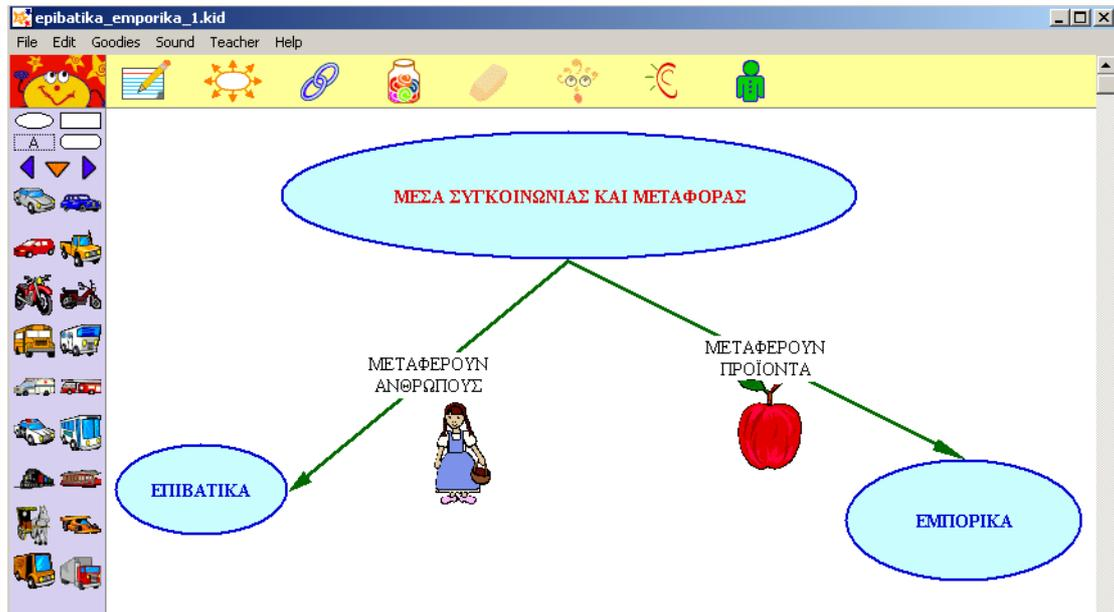 epibatika_emporika_1.kid
File Edit Goodies Sound Teacher Help
A
ΜΕΣΑ ΣΥΓΚΟΙΝΩΝΙΑΣ ΚΑΙ ΜΕΤΑΦΟΡΑΣ
ΜΕΤΑΦΕΡΟΥΝ
ΑΝΘΡΩΠΟΥΣ
ΜΕΤΑΦΕΡΟΥΝ
ΠΡΟΪΟΝΤΑ
ΕΠΙΒΑΤΙΚΑ
ΕΜΠΟΡΙΚΑ